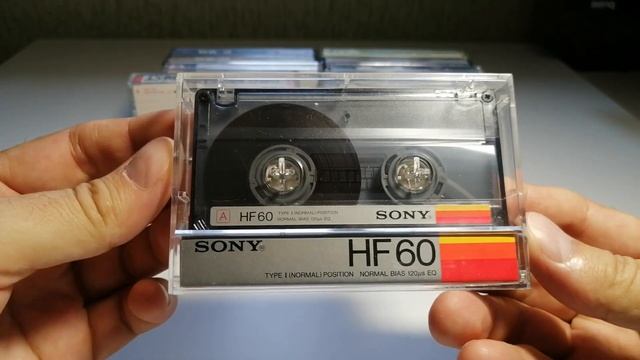 A HF60 TYPE I (NORMAL) POSITION
NORMAL BIAS 120μs EQ SONY
SONY HF60
TYPE I (NORMAL) POSITION NORMAL BIAS 120μs EQ